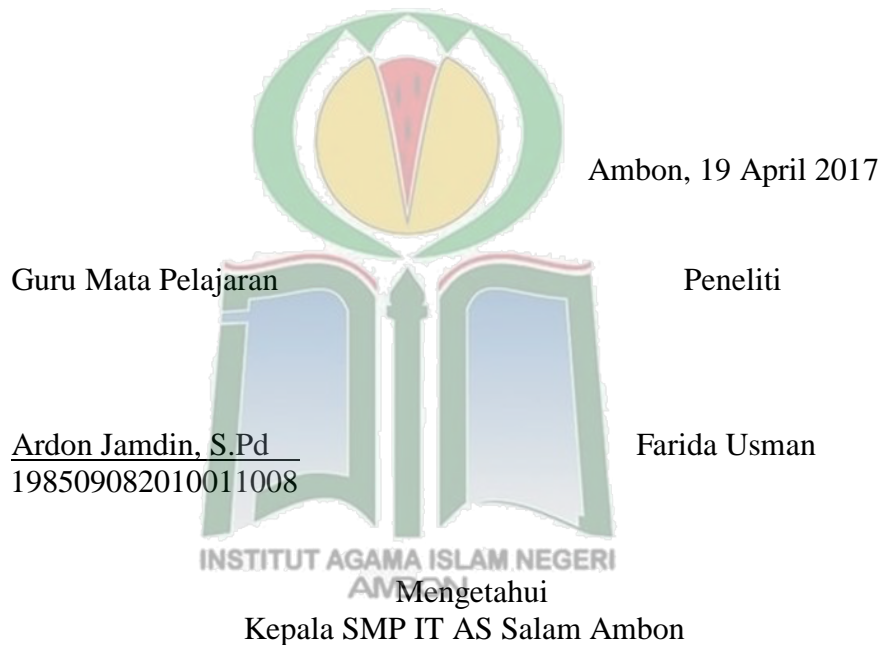 Ambon, 19 April 2017
Guru Mata Pelajaran Peneliti
Ardon Jamdin, S.Pd Farida Usman
198509082010011008
INSTITUT AGAMA ISLAM NEGERI
AMBON
Mengetahui
Kepala SMP IT AS Salam Ambon